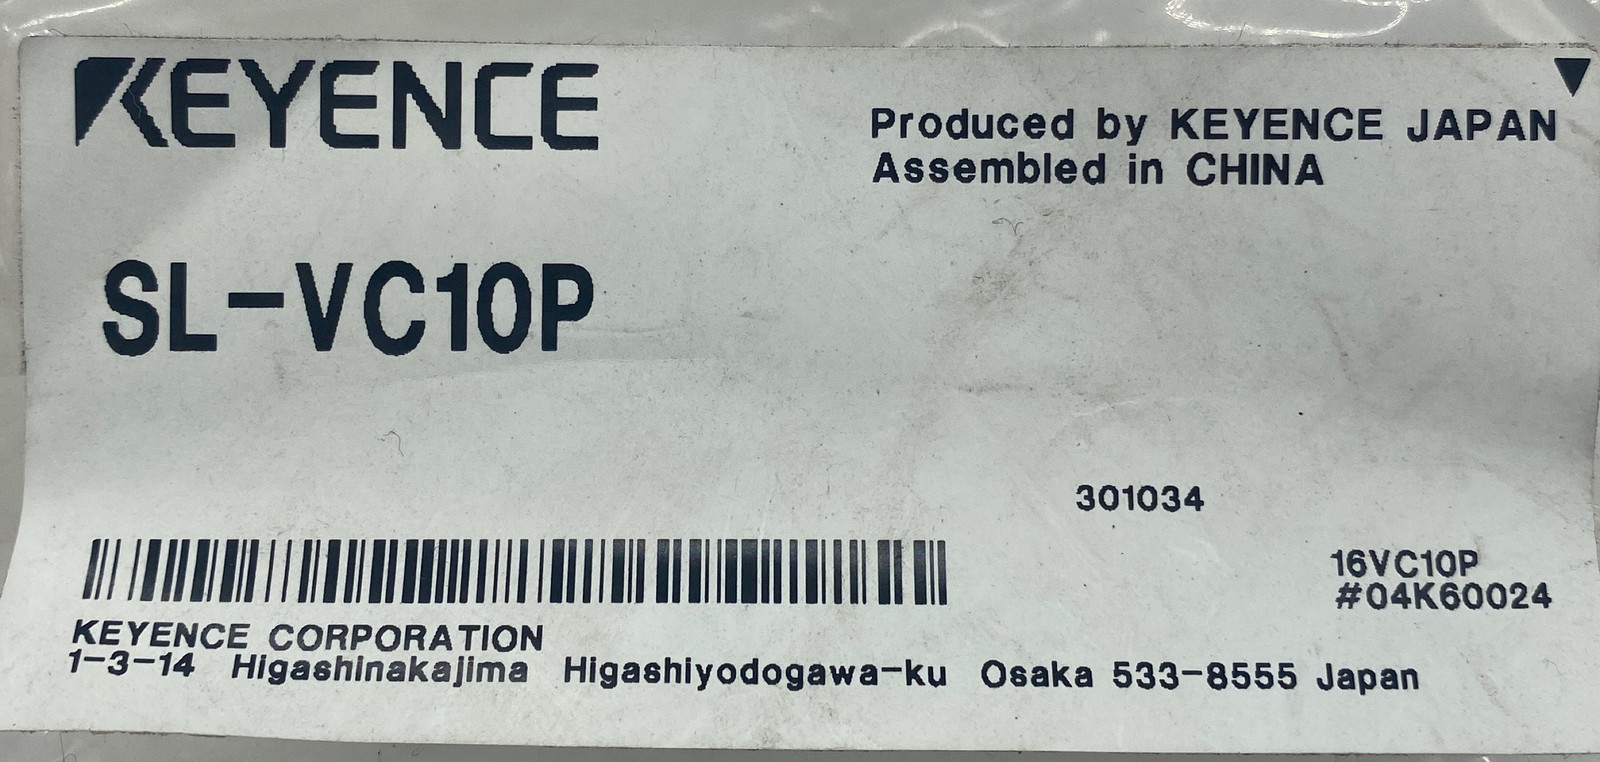 KEYENCE
Produced by KEYENCE JAPAN
Assembled in CHINA
SL-VC10P
301034
16VC10P
#04K60024
KEYENCE CORPORATION
1-3-14 Higashinakajima Higashiyodogawa-ku Osaka 533-8555 Japan